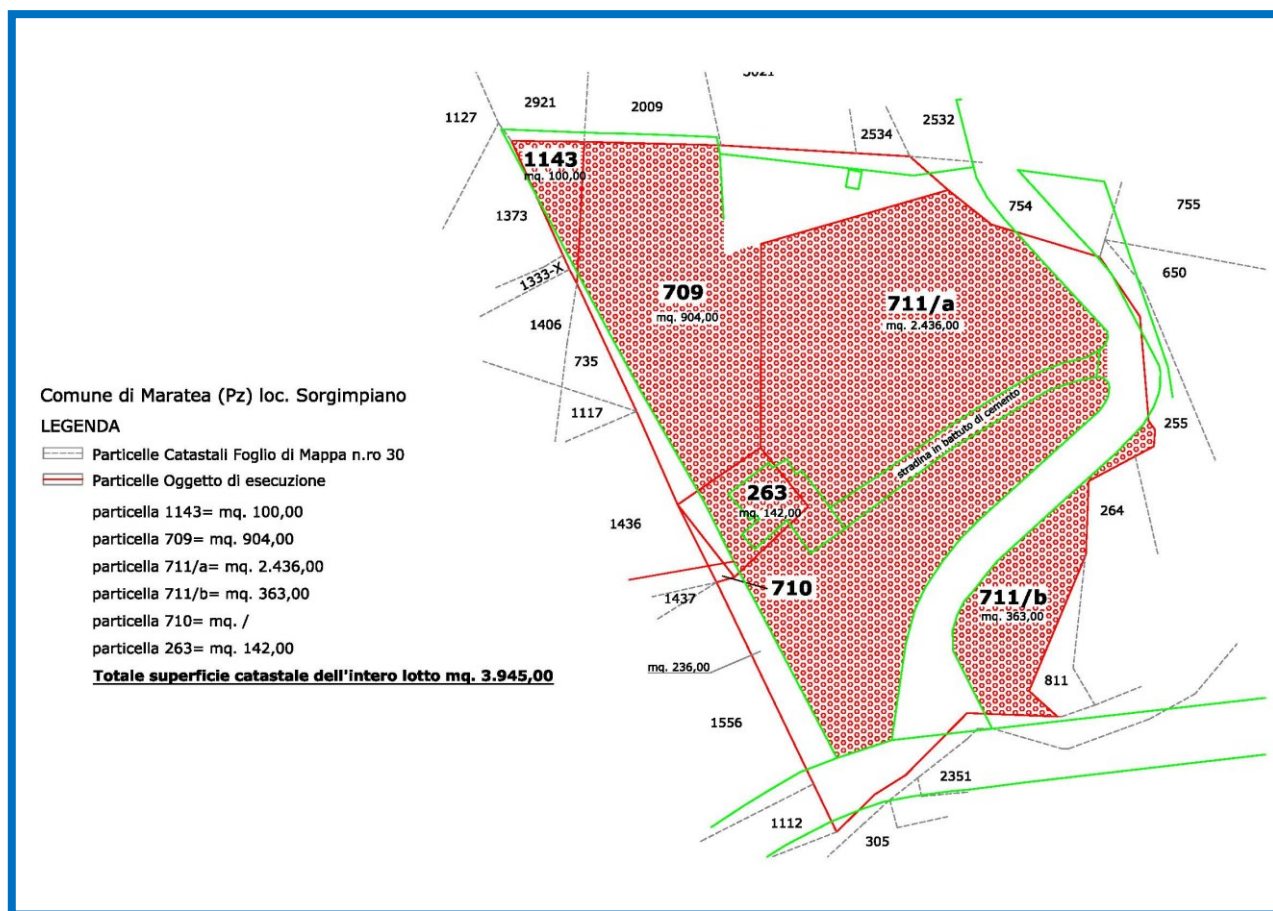 2921
2009
1127
2534
2532
1143
mq. 100,00
1373
754
755
1333-X
709
mq. 904,00
711/a
mq. 2.436,00
650
1406
735
Comune di Maratea (Pz) loc. Sorgimpiano
LEGENDA
Particelle Catastali Foglio di Mappa n.ro 30
Particelle Oggetto di esecuzione
particella 1143= mq. 100,00
particella 709= mq. 904,00
particella 711/a= mq. 2.436,00
particella 711/b= mq. 363,00
particella 710= mq. /
particella 263= mq. 142,00
Totale superficie catastale dell'intero lotto mq. 3.945,00
1117
stradina in battuto di cemento
255
263
mq. 142,00
1436
264
710
1437
711/b
mq. 363,00
mq. 236,00
811
1556
2351
1112
305